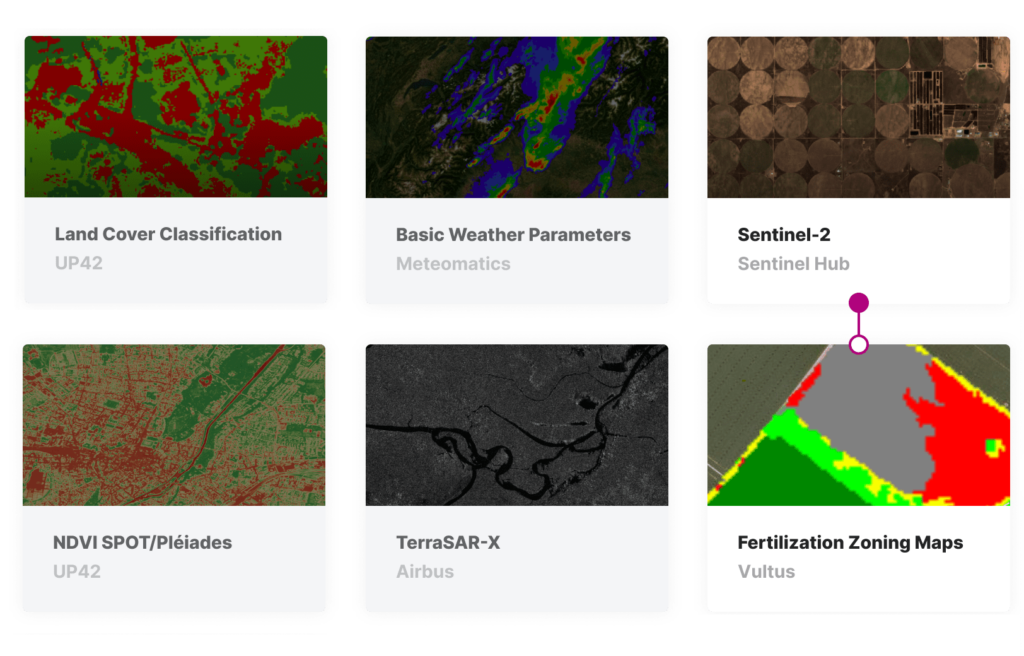 Land Cover Classification
UP42
Basic Weather Parameters
Meteomatics
Sentinel-2
Sentinel Hub
NDVI SPOT/Pléiades
UP42
TerraSAR-X
Airbus
Fertilization Zoning Maps
Vultus